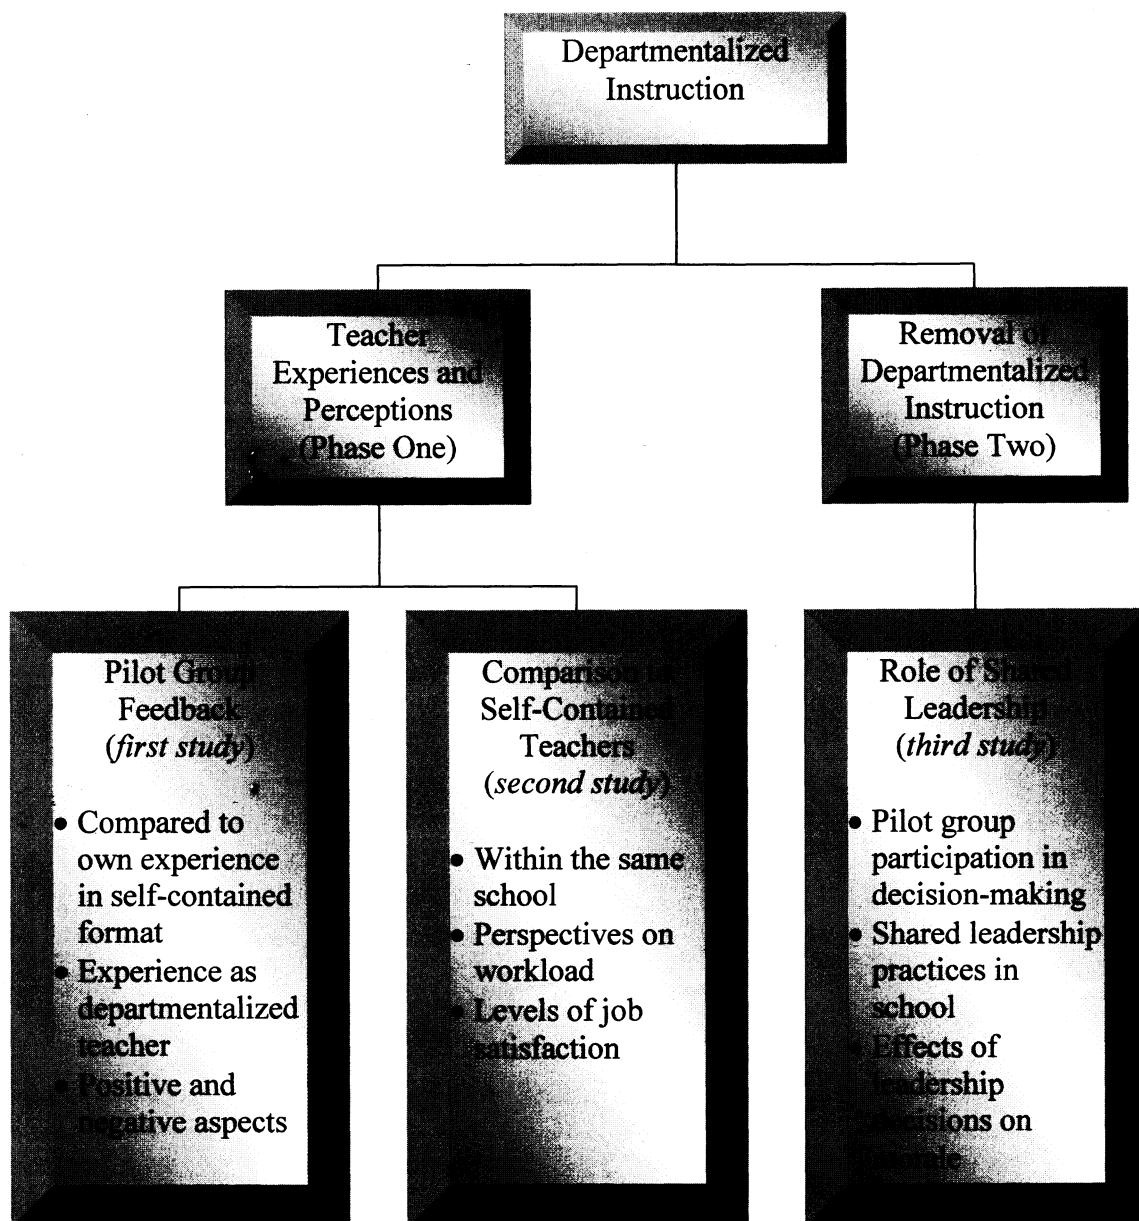 Departmentalized
Instruction
Teacher
Experiences and
Perceptions
(Phase One)
Removal of
Departmentalized
Instruction
(Phase Two)
Pilot Group
Feedback
(first study)
• Compared to
own experience
in self-contained
format
• Experience as
departmentalized
teacher
• Positive and
negative aspects
Comparison to
Self-Contained
Teachers
(second study)
• Within the same
school
• Perspectives on
workload
• Levels of job
satisfaction
Role of Shared
Leadership
(third study)
• Pilot group
participation in
decision-making
• Shared leadership
practices in
school
• Effects of
leadership
decisions on
morale